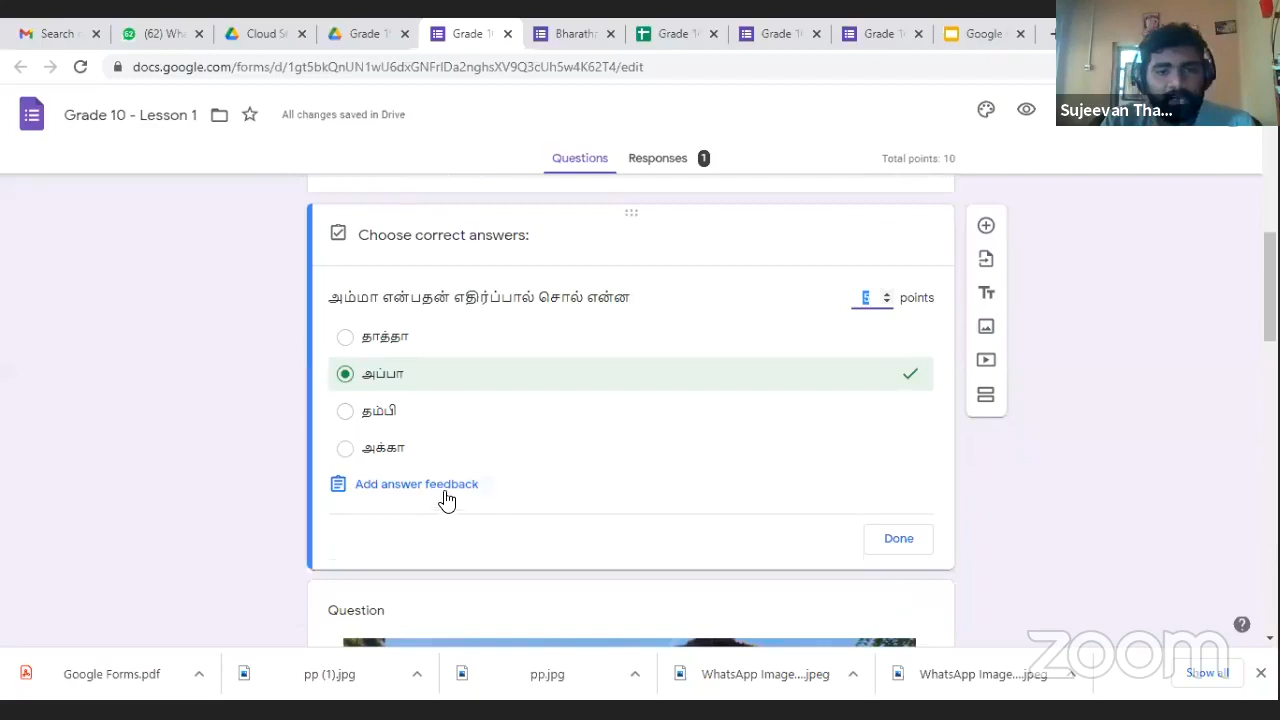 Search
(62) Wha
Cloud S
Grade 1
Grade 1
Bharatha
Grade 1
Grade 1
Grade 1
Google
docs.google.com/forms/d/1gt5bkQnUN1wU6dxGNFrlDa2nghsXV9Q3cUh5w4K62T4/edit
Sujeevan Tha...
Grade 10 - Lesson 1
All changes saved in Drive
Questions
Responses 1
Total points: 10
Choose correct answers:
அம்மா என்பதன் எதிர்ப்பால் சொல் என்ன
5 points
தாத்தா
அப்பா
தம்பி
அக்கா
Add answer feedback
Done
Question
zoom
Google Forms.pdf
pp (1).jpg
pp.jpg
WhatsApp Image....jpeg
WhatsApp Image....jpeg
Show all